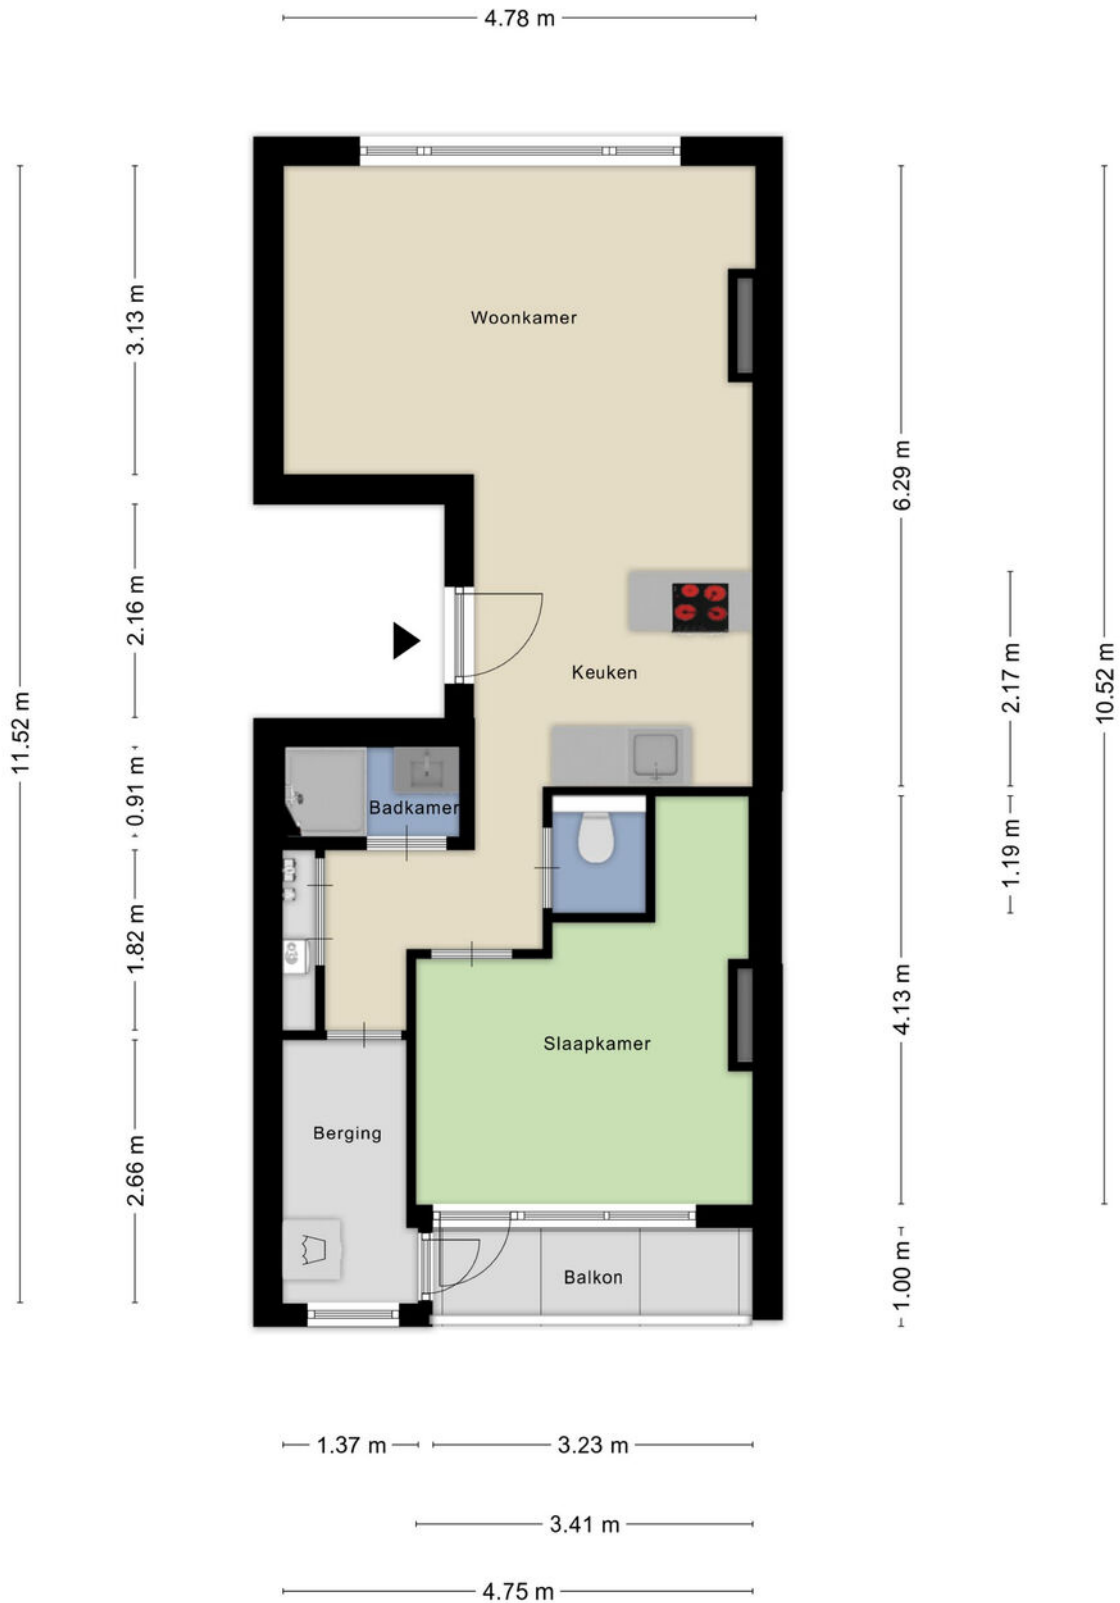 4.78 m
Woonkamer
3.13 m
6.29 m
2.16 m
Keuken
2.17 m
10.52 m
11.52 m
0.91 m
Badkamer
1.19 m
1.82 m
4.13 m
Slaapkamer
Berging
2.66 m
Balkon
1.00 m
1.37 m
3.23 m
3.41 m
4.75 m